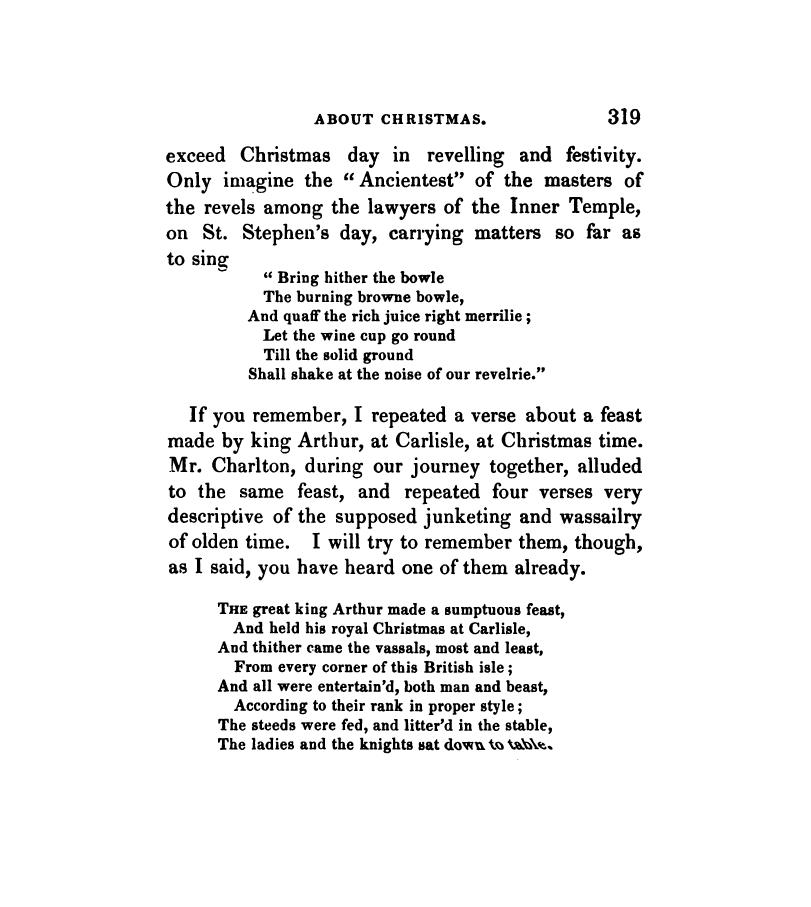 ABOUT CHRISTMAS. 319
exceed Christmas day in revelling and festivity.
Only imagine the “ Ancientest” of the masters of
the revels among the lawyers of the Inner Temple,
on St. Stephen’s day, carrying matters so far as
to sing
“ Bring hither the bowle
The burning browne bowle,
And quaff the rich juice right merrilie ;
Let the wine cup go round
Till the solid ground
Shall shake at the noise of our revelrie.”
If you remember, I repeated a verse about a feast
made by king Arthur, at Carlisle, at Christmas time.
Mr. Charlton, during our journey together, alluded
to the same feast, and repeated four verses very
descriptive of the supposed junketing and wassailry
of olden time. I will try to remember them, though,
as I said, you have heard one of them already.
THE great king Arthur made a sumptuous feast,
And held his royal Christmas at Carlisle,
And thither came the vassals, most and least,
From every corner of this British isle ;
And all were entertain’d, both man and beast,
According to their rank in proper style ;
The steeds were fed, and litter’d in the stable,
The ladies and the knights sat down to table.